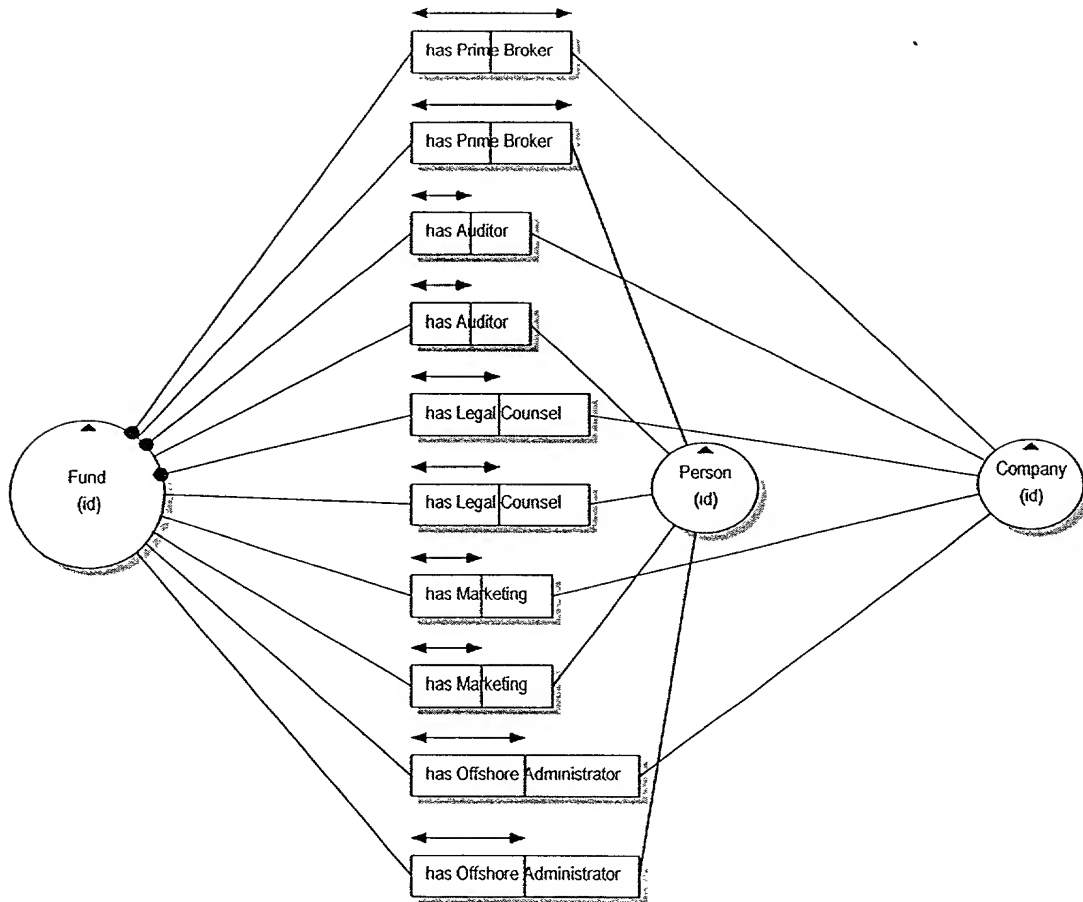 has Prime Broker
has Prime Broker
has Auditor
has Auditor
has Legal Counsel
Fund
(id)
Person
(id)
Company
(id)
has Legal Counsel
has Marketing
has Marketing
has Offshore Administrator
has Offshore Administrator